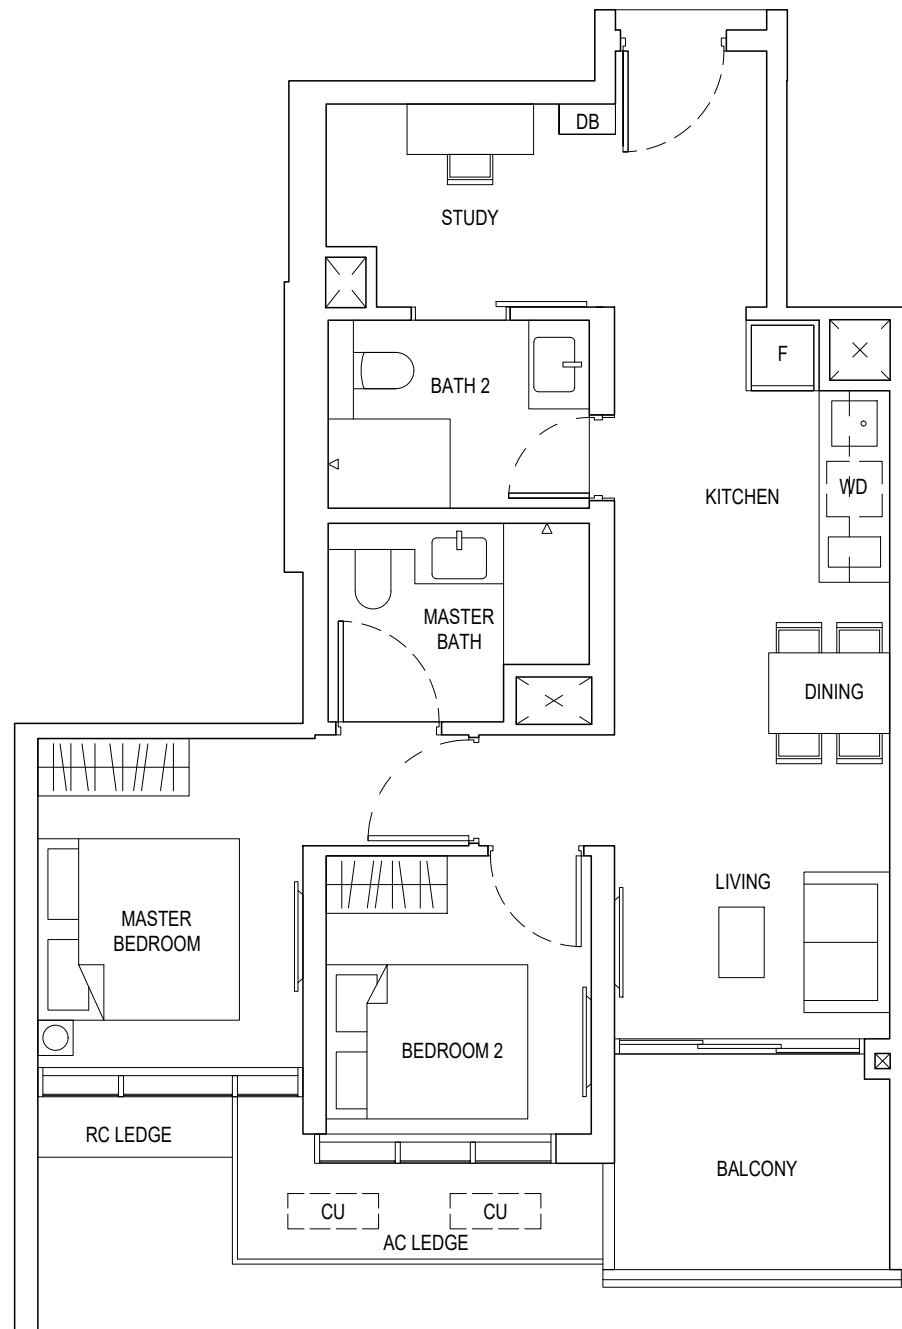 DB
STUDY
F
BATH 2
KITCHEN
WD
MASTER
BATH
DINING
LIVING
MASTER
BEDROOM
BEDROOM 2
RC LEDGE
BALCONY
CU
CU
AC LEDGE